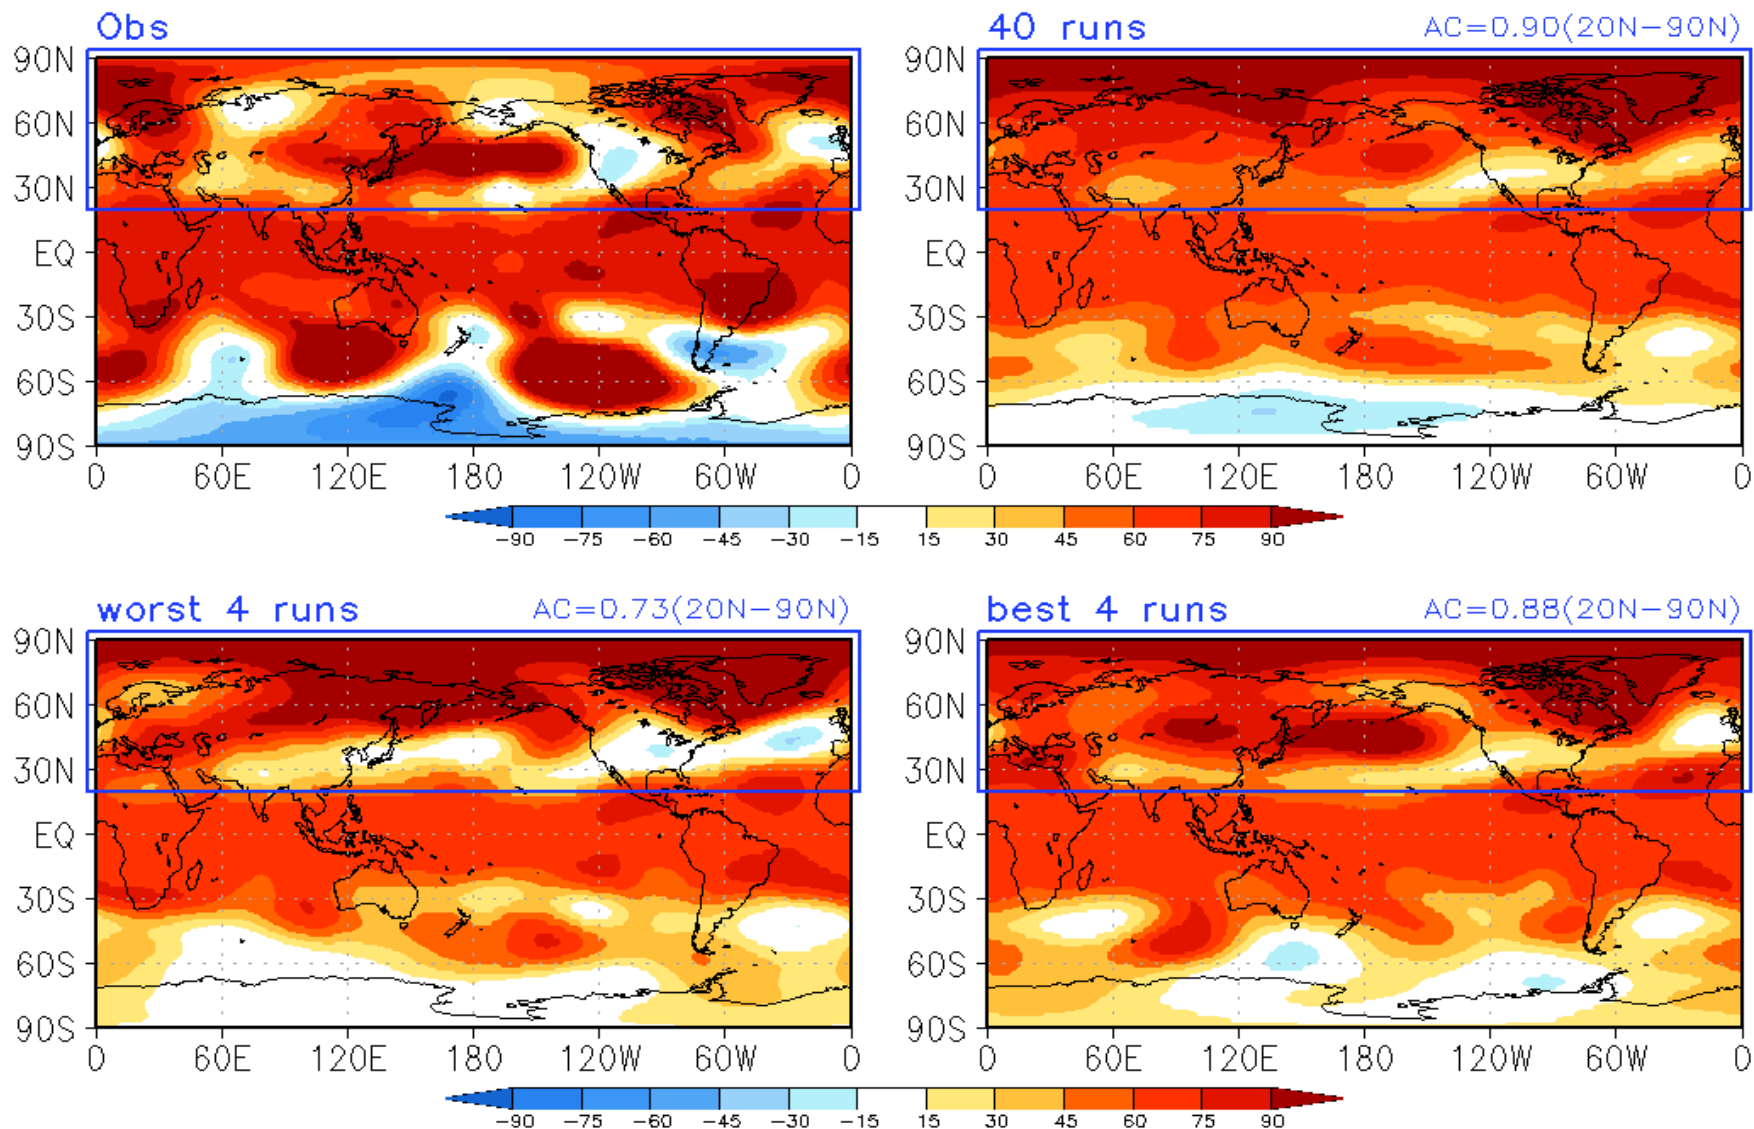 Obs
40 runs AC=0.90(20N-90N)
90N 90N
60N 60N
30N 30N
EQ EQ
30S 30S
60S 60S
90S 90S
0 60E 120E 180 120W 60W 0 0 60E 120E 180 120W 60W 0
-90 -75 -60 -45 -30 -15 15 30 45 60 75 90
worst 4 runs AC=0.73(20N-90N)
best 4 runs AC=0.88(20N-90N)
90N 90N
60N 60N
30N 30N
EQ EQ
30S 30S
60S 60S
90S 90S
0 60E 120E 180 120W 60W 0 0 60E 120E 180 120W 60W 0
-90 -75 -60 -45 -30 -15 15 30 45 60 75 90